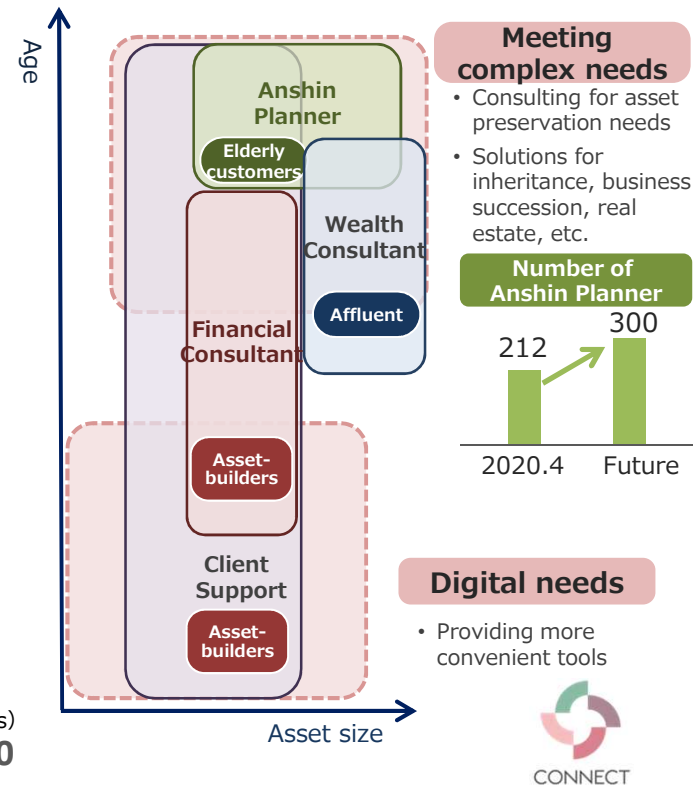 Age
Anshin
Planner
Elderly
customers
Wealth
Consultant
Affluent
Financial
Consultant
Asset-
builders
Client
Support
Asset-
builders
Asset size
s)
0
Meeting
complex needs
• Consulting for asset
preservation needs
• Solutions for
inheritance, business
succession, real
estate, etc.
Number of
Anshin Planner
212
300
2020.4
Future
Digital needs
• Providing more
convenient tools
CONNECT